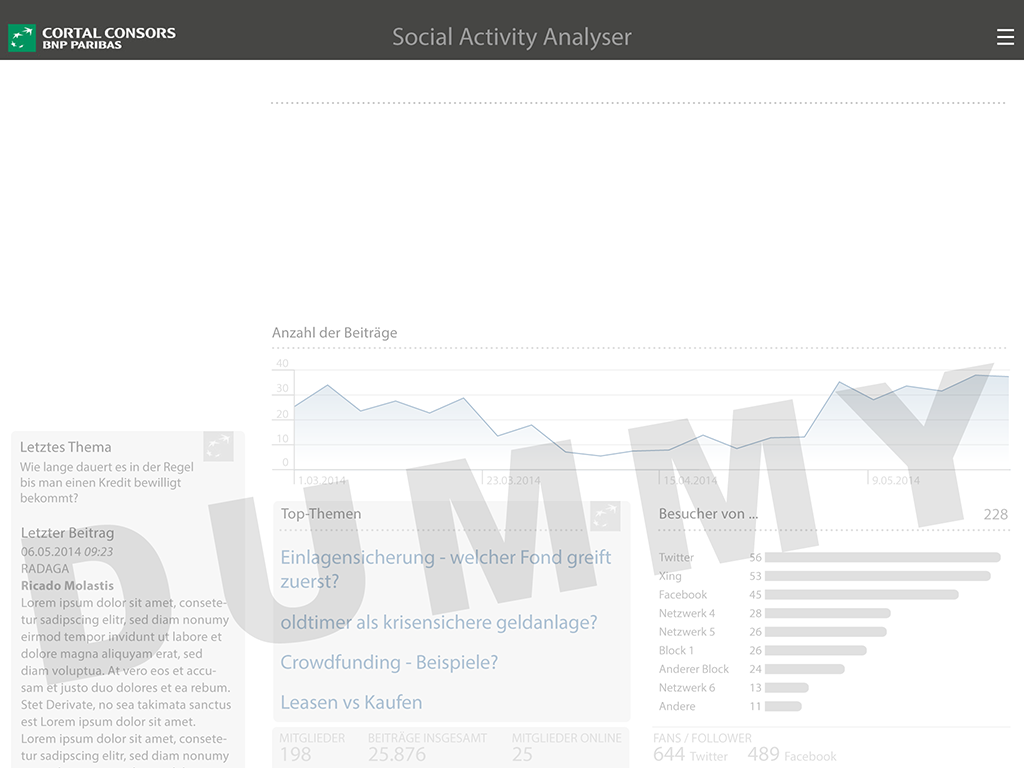 CORTAL CONSORS
BNP PARIBAS
Social Activity Analyser
Anzahl der Beiträge
40
30
20
10
0
1.03.2014
23.03.2014
15.04.2014
9.05.2014
DUMMY
Letztes Thema
Wie lange dauert es in der Regel
bis man einen Kredit bewilligt
bekommt?
Letzter Beitrag
06.05.2014 09:23
RADAGA
Ricado Molastis
Lorem ipsum dolor sit amet, consete-
tur sadipscing elitr, sed diam nonumy
eirmod tempor invidunt ut labore et
dolore magna aliquyam erat, sed
diam voluptua. At vero eos et accu-
sam et justo duo dolores et ea rebum.
Stet Derivate, no sea takimata sanctus
est Lorem ipsum dolor sit amet.
Lorem ipsum dolor sit amet, conse-
tetur sadipscing elitr, sed diam nonumy
Top-Themen
Einlagensicherung - welcher Fond greift
zuerst?
oldtimer als krisensichere geldanlage?
Crowdfunding - Beispiele?
Leasen vs Kaufen
MITGLIEDER BEITRÄGE INSGESAMT MITGLIEDER ONLINE
198 25.876 25
Besucher von ... 228
Twitter 56
Xing 53
Facebook 45
Netzwerk 4 28
Netzwerk 5 26
Block 1 26
Anderer Block 24
Netzwerk 6 13
Andere 11
FANS / FOLLOWER
644 Twitter 489 Facebook